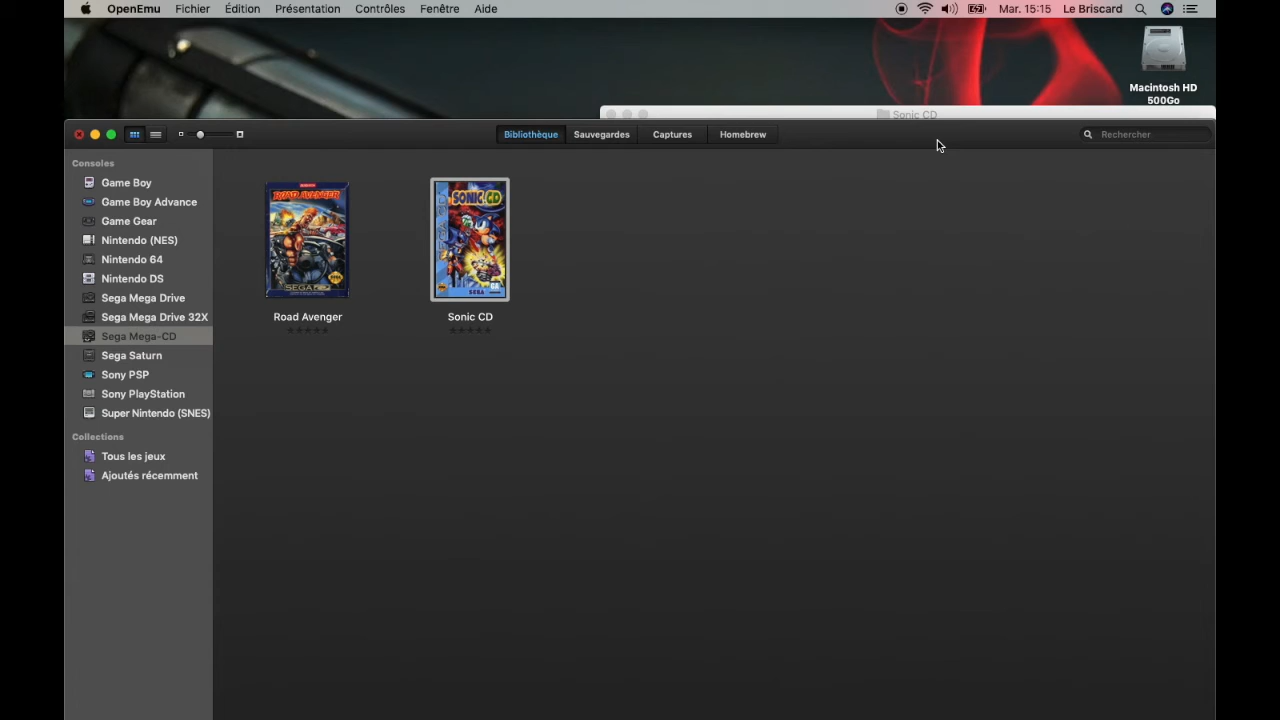 OpenEmu Fichier Édition Présentation Contrôles Fenêtre Aide Mar. 15:15 Le Briscard
Macintosh HD
500Go
Sonic CD
Bibliothèque Sauvegardes Captures Homebrew Rechercher
Consoles
Game Boy
Game Boy Advance
Game Gear
Nintendo (NES)
Nintendo 64
Nintendo DS
Sega Mega Drive
Sega Mega Drive 32X
Sega Mega-CD
Sega Saturn
Sony PSP
Sony PlayStation
Super Nintendo (SNES)
Collections
Tous les jeux
Ajoutés récemment
ROAD AVENGER
SEGA CD
Road Avenger
SONIC CD
SEGA
Sonic CD